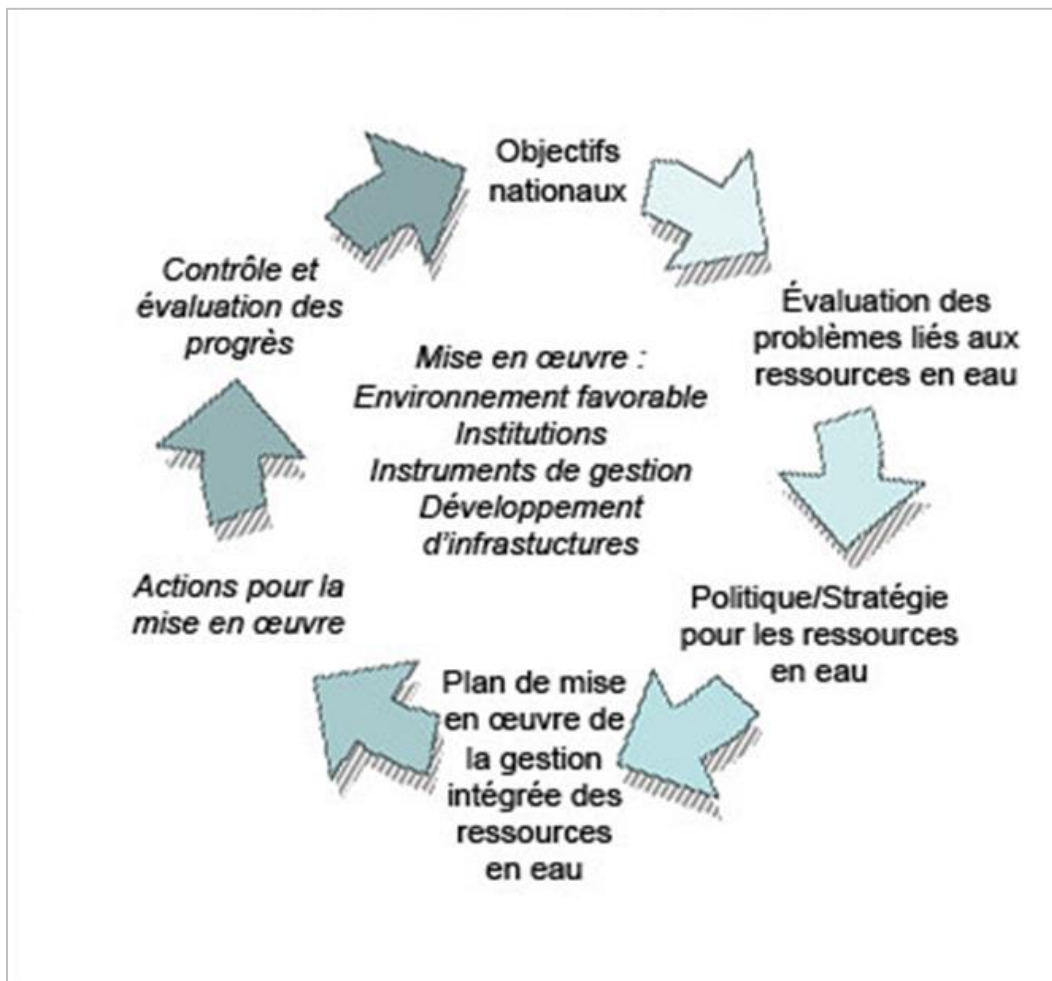 Objectifs
nationaux
Évaluation des
problèmes liés aux
ressources en eau
Politique/Stratégie
pour les ressources
en eau
Plan de mise
en œuvre de
la gestion
intégrée des
ressources
en eau
Actions pour la
mise en œuvre
Contrôle et
évaluation des
progrès
Mise en œuvre :
Environnement favorable
Institutions
Instruments de gestion
Développement
d'infrastuctures